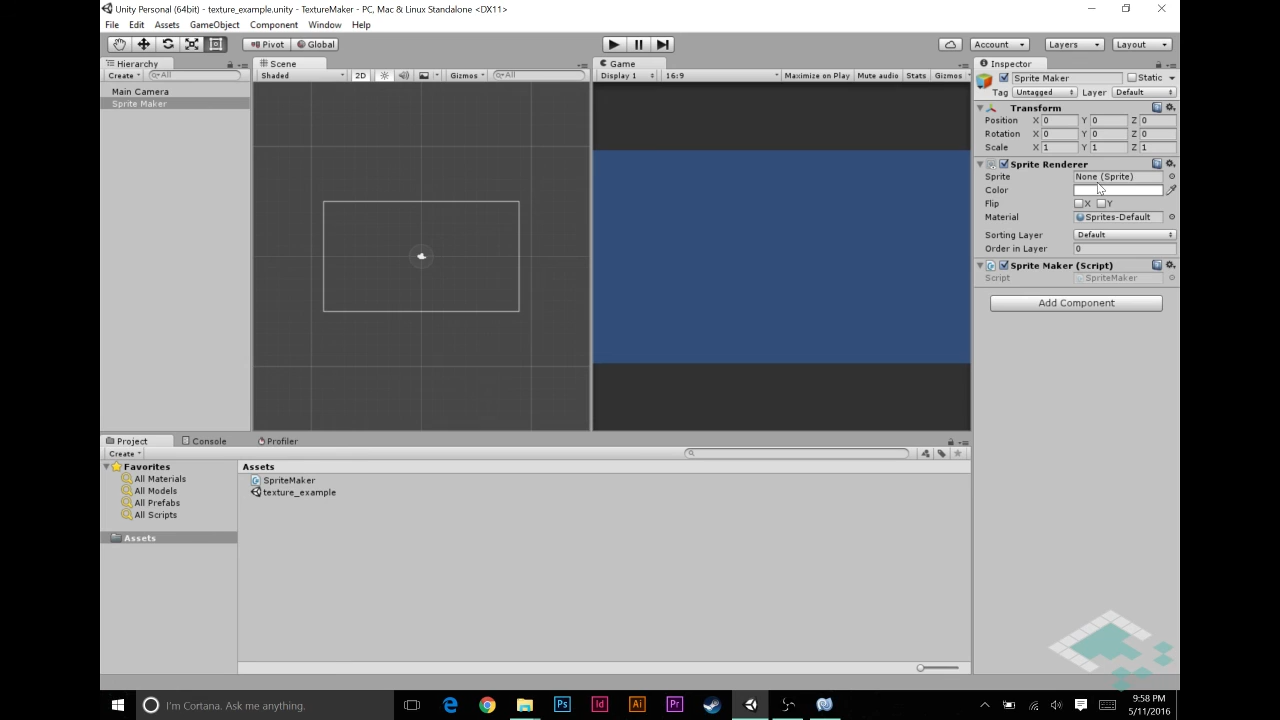 Unity Personal (64bit) - texture_example.unity - TextureMaker - PC, Mac & Linux Standalone <DX11>
File Edit Assets GameObject Component Window Help
Pivot Global Account Layers Layout
Hierarchy
Create All
Main Camera
Sprite Maker
Scene
Shaded 2D Gizmos All
Game
Display 1 16:9 Maximize on Play Mute audio Stats Gizmos
Inspector
Sprite Maker Static
Tag Untagged Layer Default
Transform
Position X 0 Y 0 Z 0
Rotation X 0 Y 0 Z 0
Scale X 1 Y 1 Z 1
Sprite Renderer
Sprite None (Sprite)
Color
Flip X Y
Material Sprites-Default
Sorting Layer Default
Order in Layer 0
Sprite Maker (Script)
Script SpriteMaker
Add Component
Project Console Profiler
Create
Favorites
All Materials
All Models
All Prefabs
All Scripts
Assets
Assets
SpriteMaker
texture_example
I'm Cortana. Ask me anything.
Ps Id Ai Pr
9:58 PM
5/11/2016